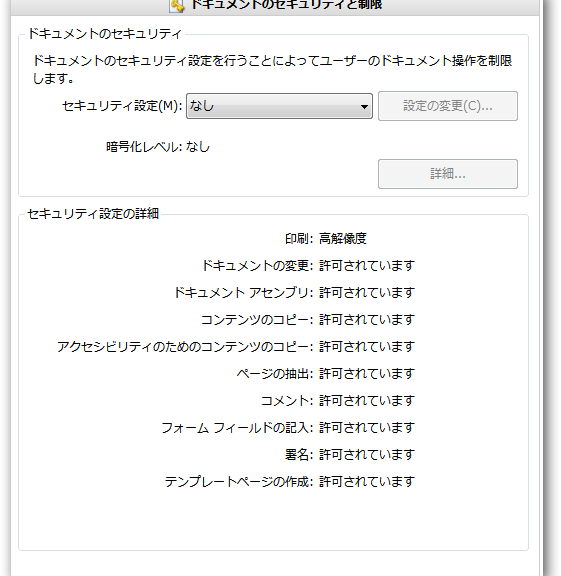 ドキュメントのセキュリティと制限
ドキュメントのセキュリティ
ドキュメントのセキュリティ設定を行うことによってユーザーのドキュメント操作を制限
します。
セキュリティ設定(M): なし 設定の変更(C)...
暗号化レベル: なし
詳細...
セキュリティ設定の詳細
印刷: 高解像度
ドキュメントの変更: 許可されています
ドキュメント アセンブリ: 許可されています
コンテンツのコピー: 許可されています
アクセシビリティのためのコンテンツのコピー: 許可されています
ページの抽出: 許可されています
コメント: 許可されています
フォーム フィールドの記入: 許可されています
署名: 許可されています
テンプレートページの作成: 許可されています